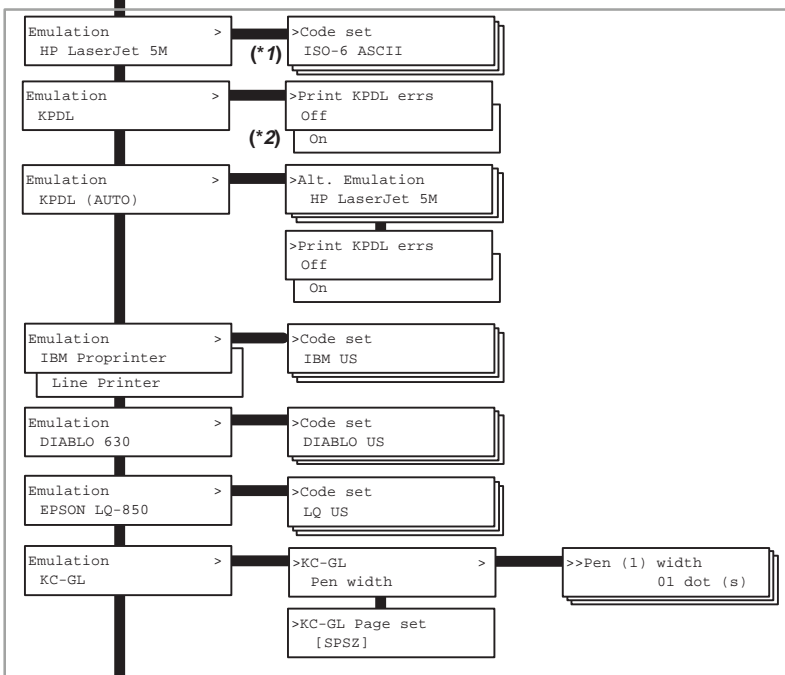 Emulation >
HP LaserJet 5M
(*1)
>Code set
ISO-6 ASCII
Emulation >
KPDL
(*2)
>Print KPDL errs
Off
On
Emulation >
KPDL (AUTO)
>Alt. Emulation
HP LaserJet 5M
>Print KPDL errs
Off
On
Emulation >
IBM Proprinter
Line Printer
>Code set
IBM US
Emulation >
DIABLO 630
>Code set
DIABLO US
Emulation >
EPSON LQ-850
>Code set
LQ US
Emulation >
KC-GL
>KC-GL >
Pen width
>>Pen (1) width
01 dot (s)
>KC-GL Page set
[SPSZ]